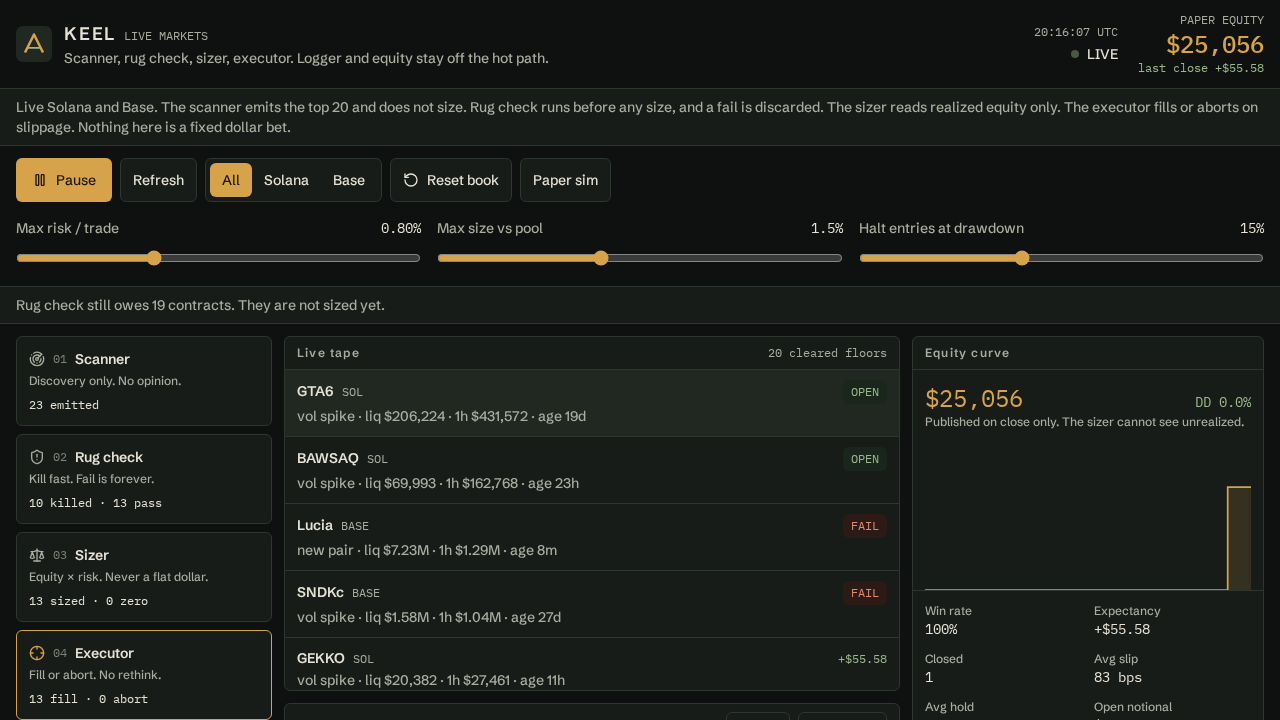 KEEL LIVE MARKETS
Scanner, rug check, sizer, executor. Logger and equity stay off the hot path.
20:16:07 UTC
LIVE
PAPER EQUITY
$25,056
last close +$55.58
Live Solana and Base. The scanner emits the top 20 and does not size. Rug check runs before any size, and a fail is discarded. The sizer reads realized equity only. The executor fills or aborts on
slippage. Nothing here is a fixed dollar bet.
Pause
Refresh
All
Solana
Base
Reset book
Paper sim
Max risk / trade 0.80%
Max size vs pool 1.5%
Halt entries at drawdown 15%
Rug check still owes 19 contracts. They are not sized yet.
01 Scanner
Discovery only. No opinion.
23 emitted
02 Rug check
Kill fast. Fail is forever.
10 killed · 13 pass
03 Sizer
Equity × risk. Never a flat dollar.
13 sized · 0 zero
04 Executor
Fill or abort. No rethink.
13 fill · 0 abort
Live tape 20 cleared floors
GTA6 SOL OPEN
vol spike · liq $206,224 · 1h $431,572 · age 19d
BAWSAQ SOL OPEN
vol spike · liq $69,993 · 1h $162,768 · age 23h
Lucia BASE FAIL
new pair · liq $7.23M · 1h $1.29M · age 8m
SNDKc BASE FAIL
vol spike · liq $1.58M · 1h $1.04M · age 27d
GEKKO SOL +$55.58
vol spike · liq $20,382 · 1h $27,461 · age 11h
Equity curve
$25,056 DD 0.0%
Published on close only. The sizer cannot see unrealized.
Win rate
100%
Expectancy
+$55.58
Closed
1
Avg slip
83 bps
Avg hold
Open notional